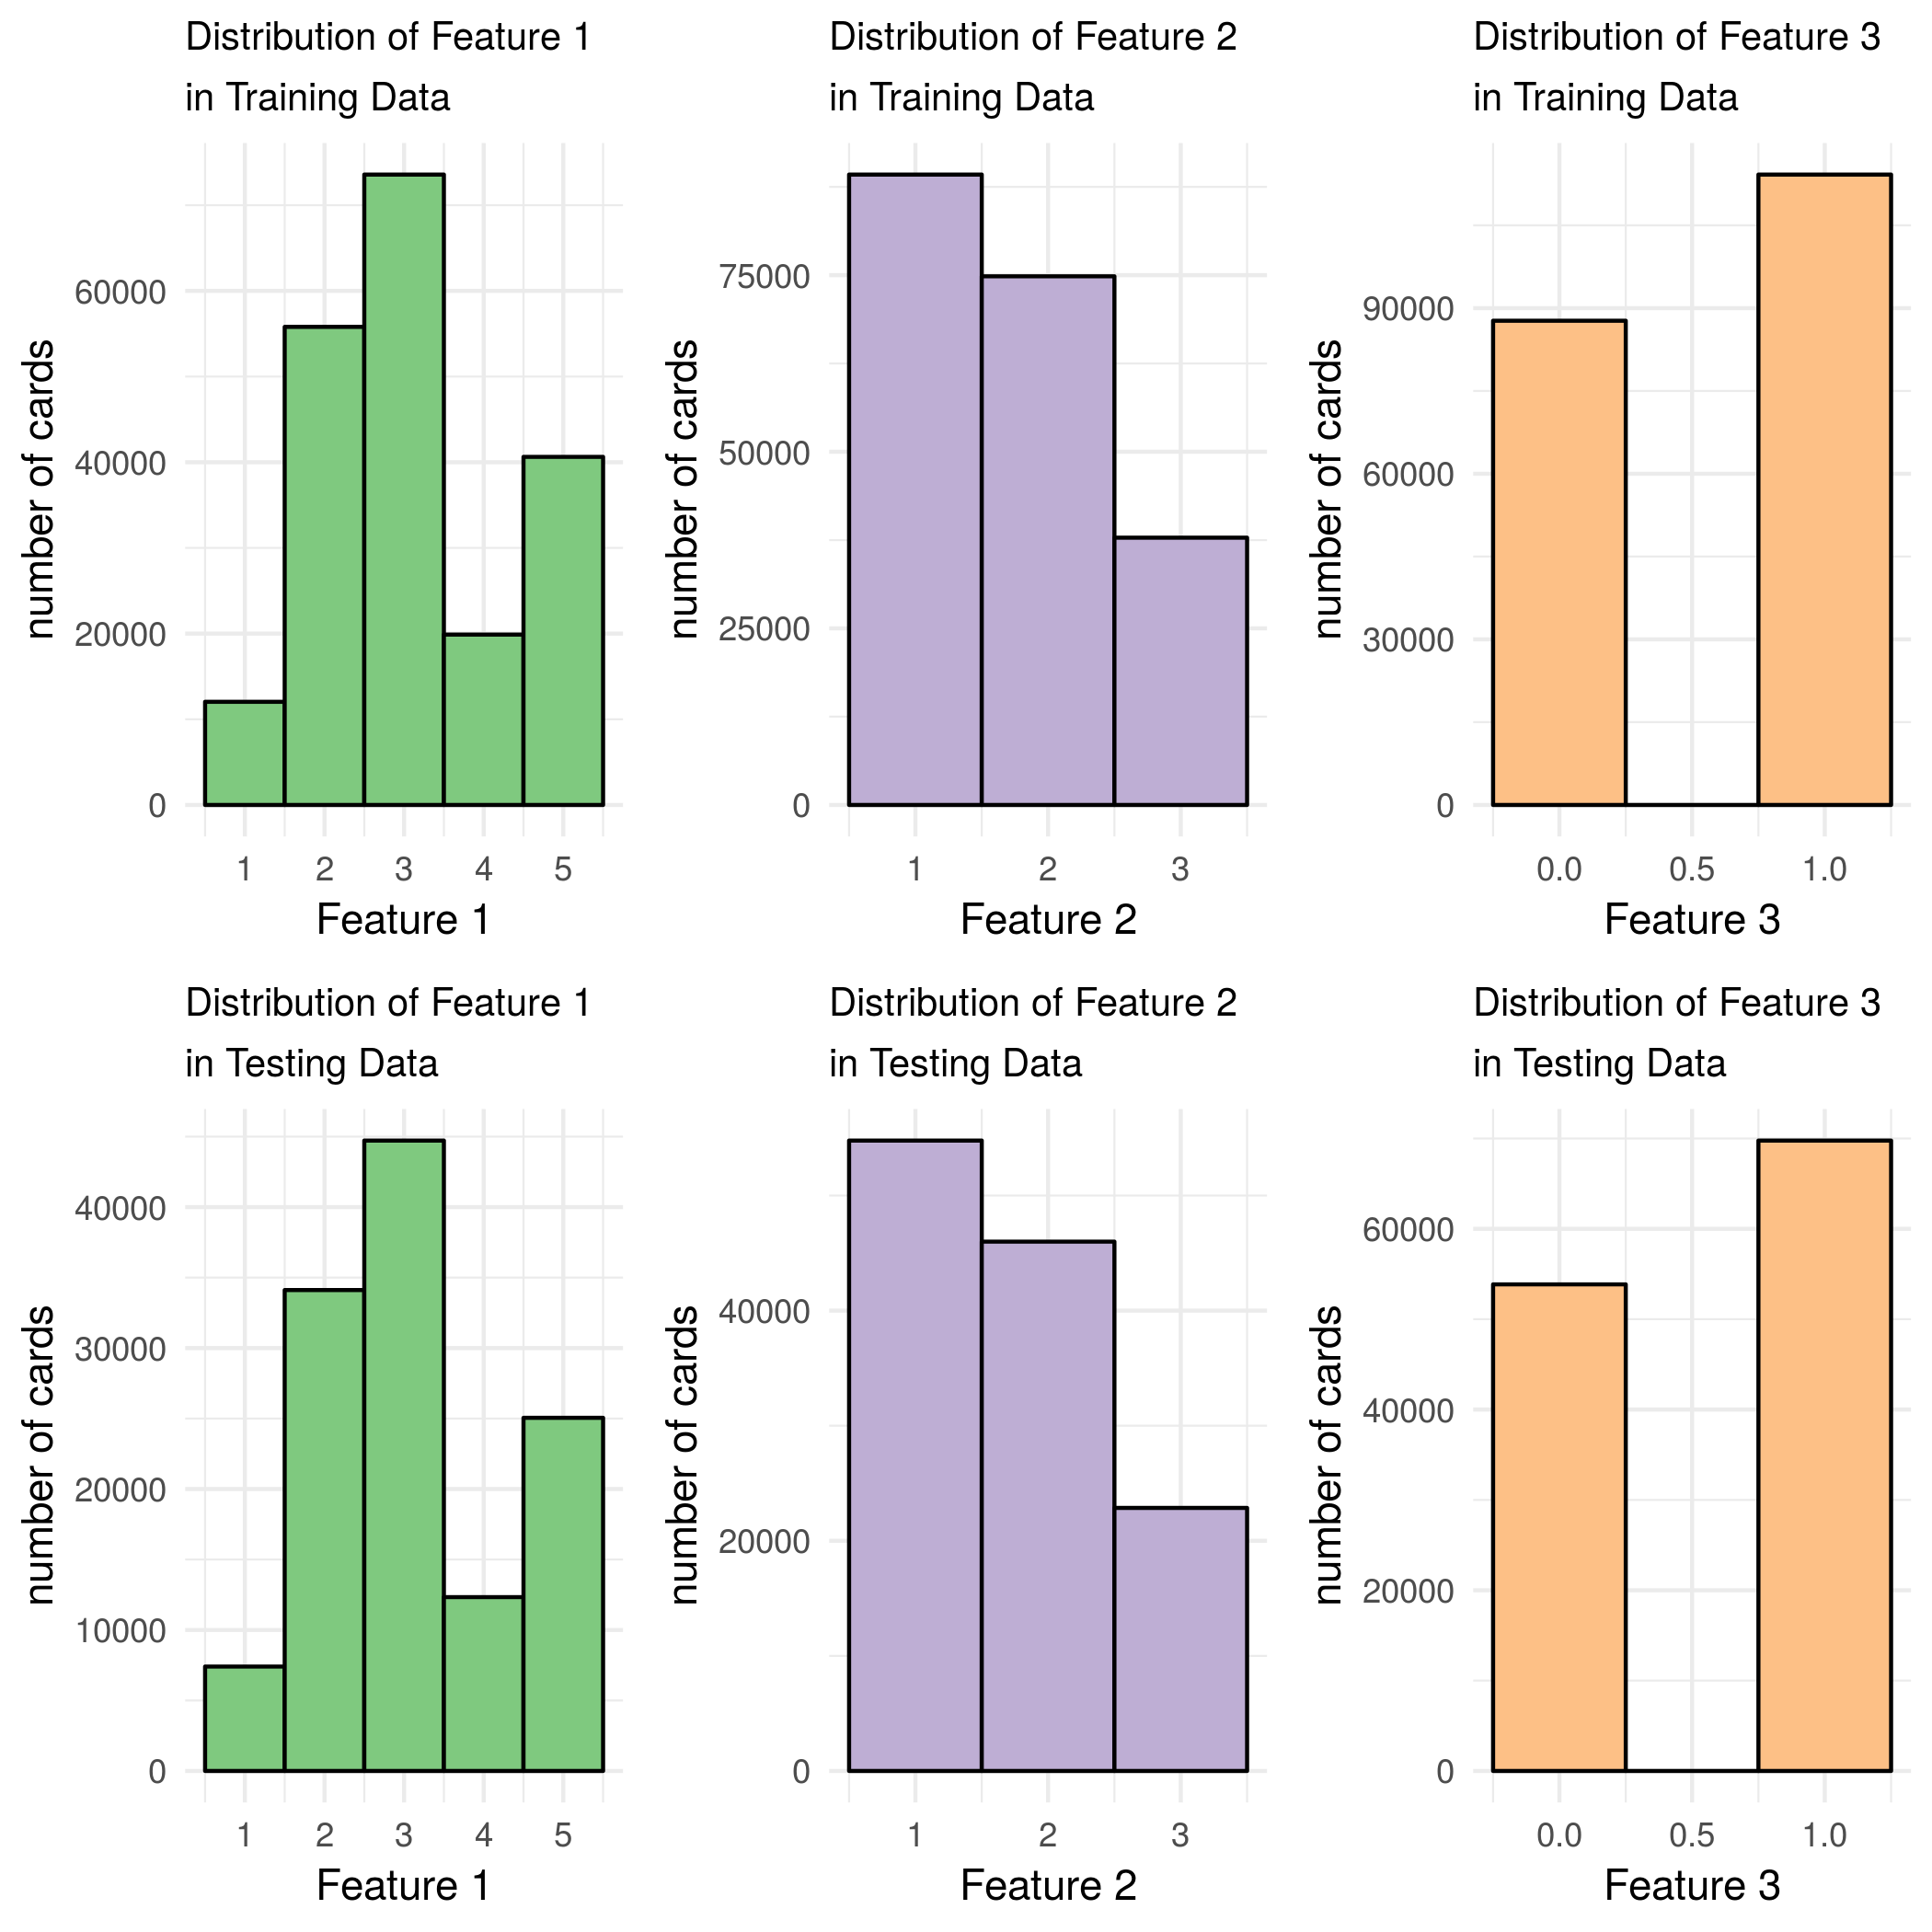 Distribution of Feature 1
in Training Data
60000
40000
20000
0
number of cards
1 2 3 4 5
Feature 1
Distribution of Feature 2
in Training Data
75000
50000
25000
0
number of cards
1 2 3
Feature 2
Distribution of Feature 3
in Training Data
90000
60000
30000
0
number of cards
0.0 0.5 1.0
Feature 3
Distribution of Feature 1
in Testing Data
40000
30000
20000
10000
0
number of cards
1 2 3 4 5
Feature 1
Distribution of Feature 2
in Testing Data
40000
20000
0
number of cards
1 2 3
Feature 2
Distribution of Feature 3
in Testing Data
60000
40000
20000
0
number of cards
0.0 0.5 1.0
Feature 3